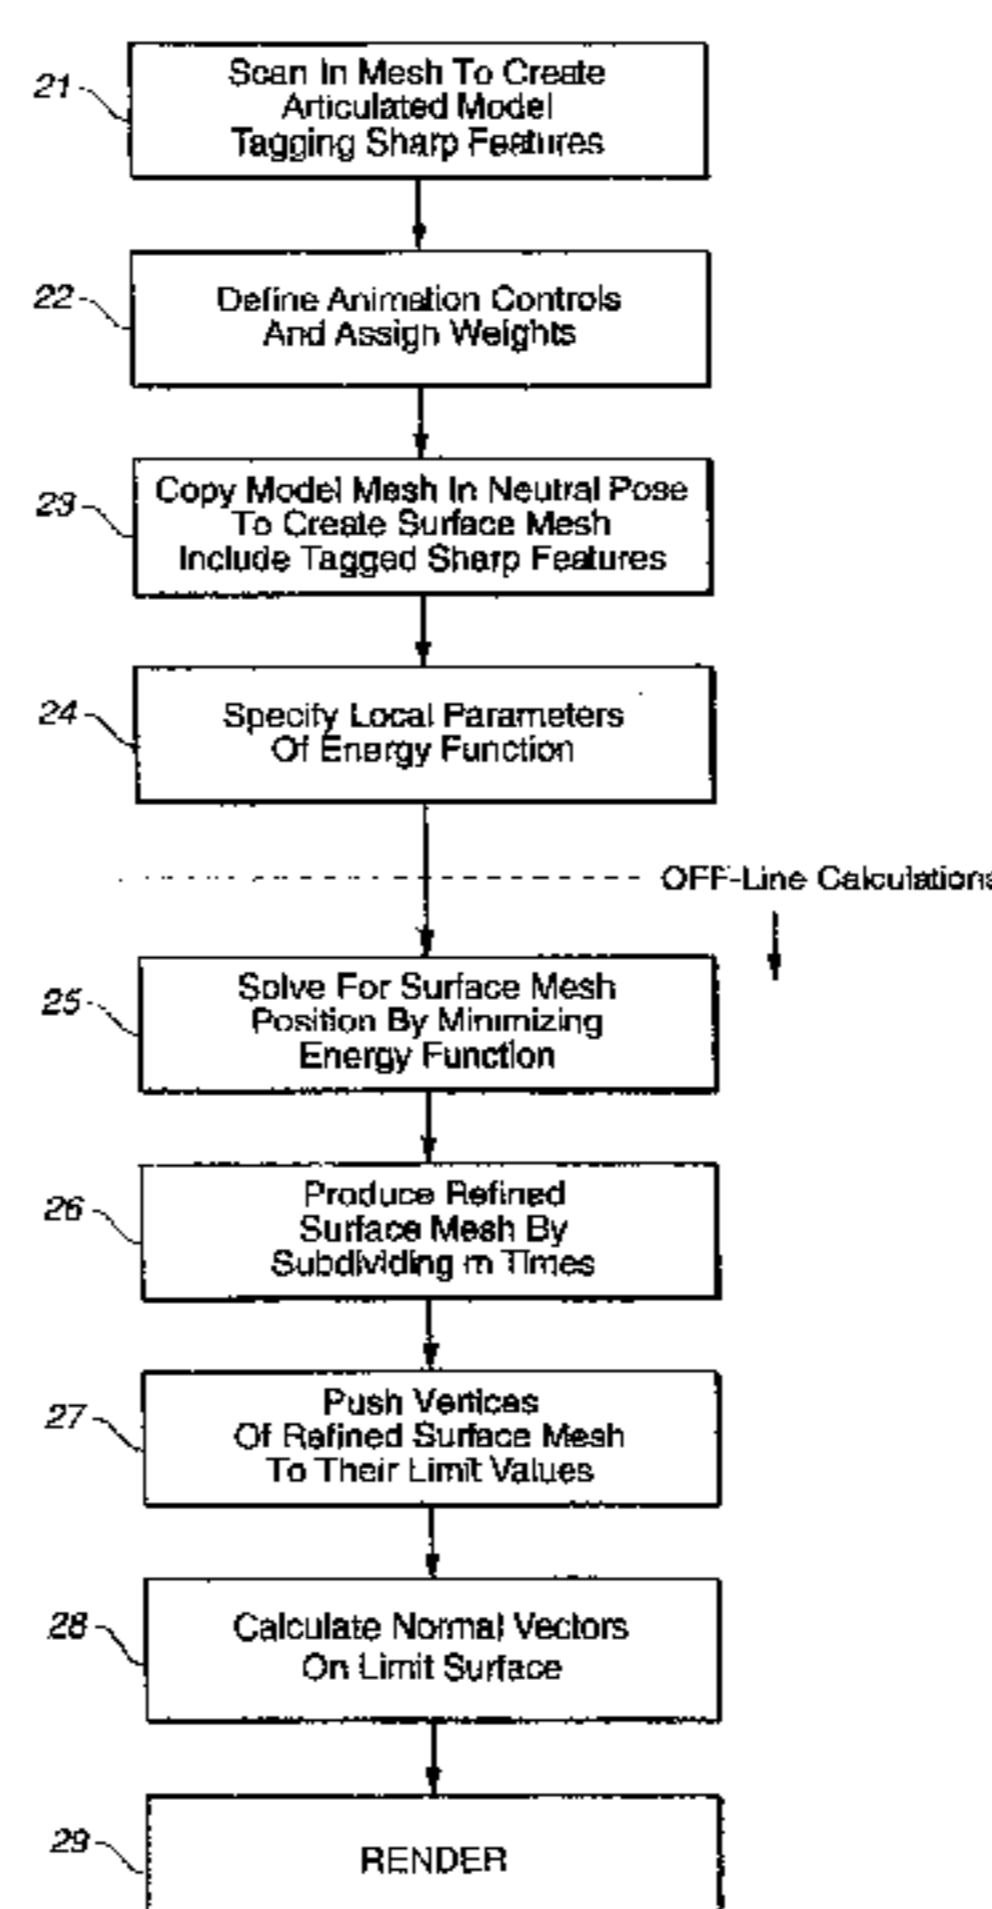 21
Scan In Mesh To Create
Articulated Model
Tagging Sharp Features
22
Define Animation Controls
And Assign Weights
23
Copy Model Mesh In Neutral Pose
To Create Surface Mesh
Include Tagged Sharp Features
24
Specify Local Parameters
Of Energy Function
OFF-Line Calculations
25
Solve For Surface Mesh
Position By Minimizing
Energy Function
26
Produce Refined
Surface Mesh By
Subdividing m Times
27
Push Vertices
Of Refined Surface Mesh
To Their Limit Values
28
Calculate Normal Vectors
On Limit Surface
29
RENDER